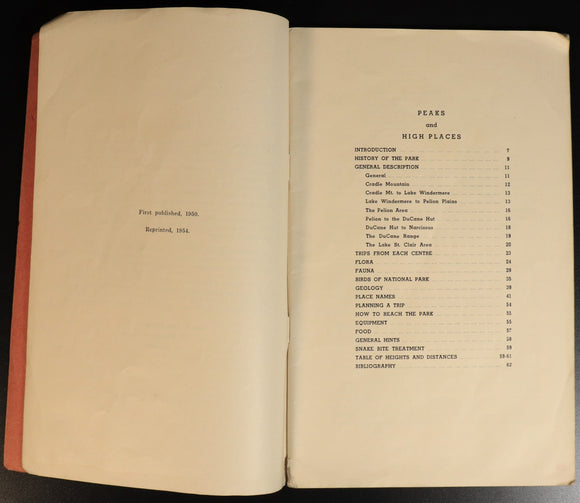 First published, 1950.
Reprinted, 1954.
PEAKS
and
HIGH PLACES
INTRODUCTION 7
HISTORY OF THE PARK 9
GENERAL DESCRIPTION 11
General 11
Cradle Mountain 12
Cradle Mt. to Lake Windermere 13
Lake Windermere to Pelion Plains 13
The Pelion Area 16
Pelion to the DuCane Hut 16
DuCane Hut to Narcissus 18
The DuCane Range 18
The Lake St. Clair Area 20
TRIPS FROM EACH CENTRE 23
FLORA 24
FAUNA 28
BIRDS OF NATIONAL PARK 35
GEOLOGY 38
PLACE NAMES 41
PLANNING A TRIP 54
HOW TO REACH THE PARK 55
EQUIPMENT 55
FOOD 57
GENERAL HINTS 58
SNAKE BITE TREATMENT 59
TABLE OF HEIGHTS AND DISTANCES 59-61
BIBLIOGRAPHY 62